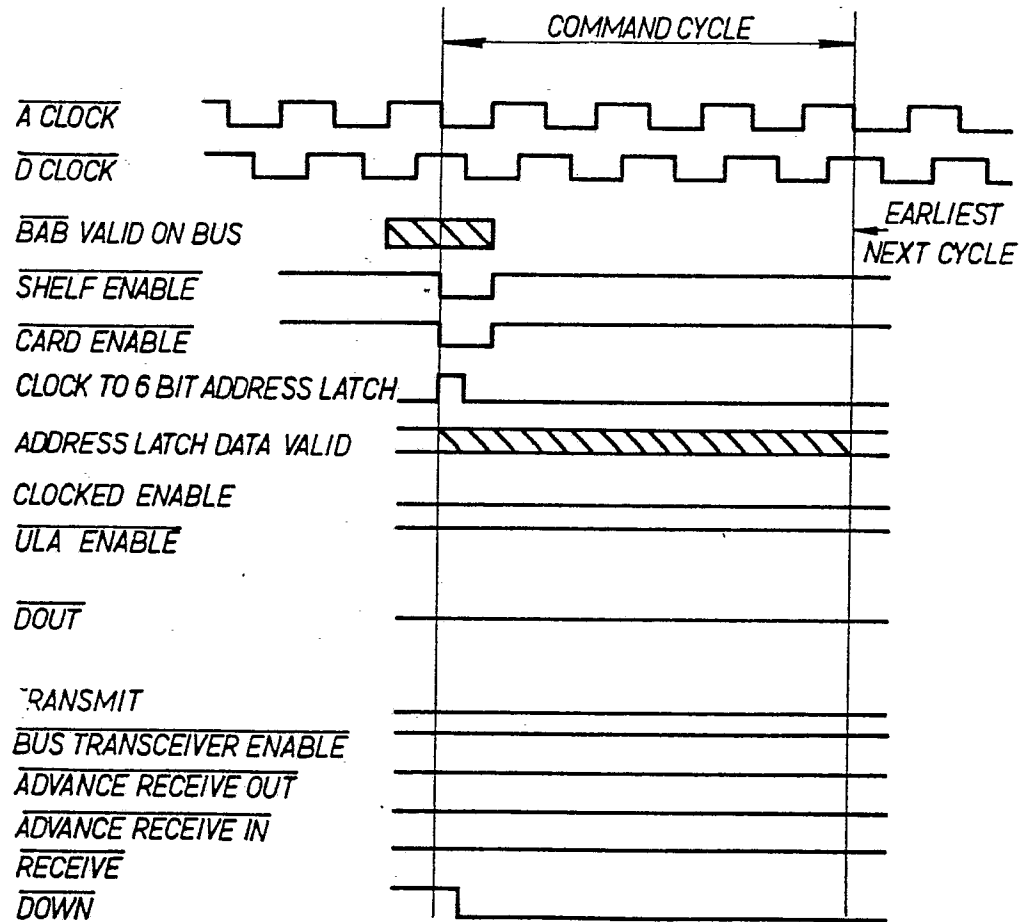 COMMAND CYCLE
A CLOCK
D CLOCK
BAB VALID ON BUS
EARLIEST
NEXT CYCLE
SHELF ENABLE
CARD ENABLE
CLOCK TO 6 BIT ADDRESS LATCH
ADDRESS LATCH DATA VALID
CLOCKED ENABLE
ULA ENABLE
DOUT
RANSMIT
BUS TRANSCEIVER ENABLE
ADVANCE RECEIVE OUT
ADVANCE RECEIVE IN
RECEIVE
DOWN